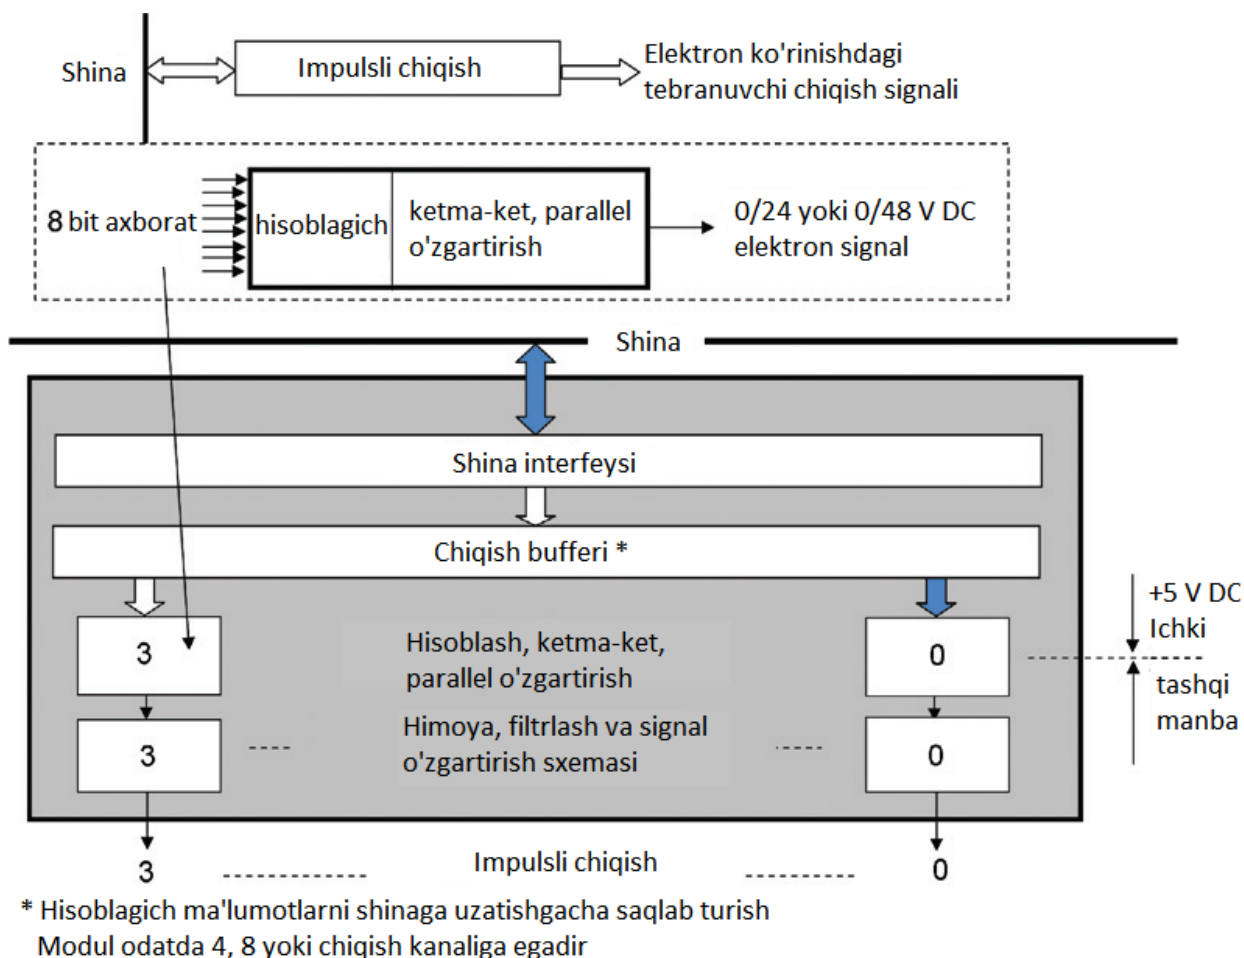 Shina
Impulsli chiqish
Elektron ko'rinishdagi
tebranuvchi chiqish signali
8 bit axborat
hisoblagich
ketma-ket, parallel
o'zgartirish
0/24 yoki 0/48 V DC
elektron signal
Shina
Shina interfeysi
Chiqish bufferi *
3
Hisoblash, ketma-ket,
parallel o'zgartirish
0
+5 V DC
Ichki
tashqi
manba
3
Himoya, filtrlash va signal
o'zgartirish sxemasi
0
3
Impulsli chiqish
0
* Hisoblagich ma'lumotlarni shinaga uzatishgacha saqlab turish
Modul odatda 4, 8 yoki chiqish kanaliga egadir